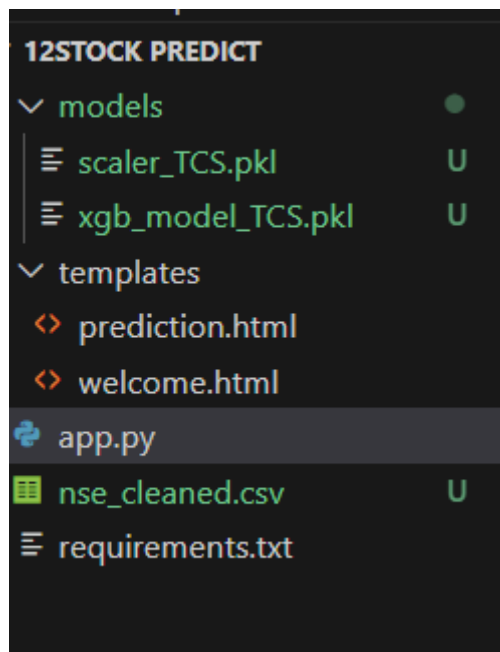 12STOCK PREDICT
models
scaler_TCS.pkl U
xgb_model_TCS.pkl U
templates
prediction.html
welcome.html
app.py
nse_cleaned.csv U
requirements.txt